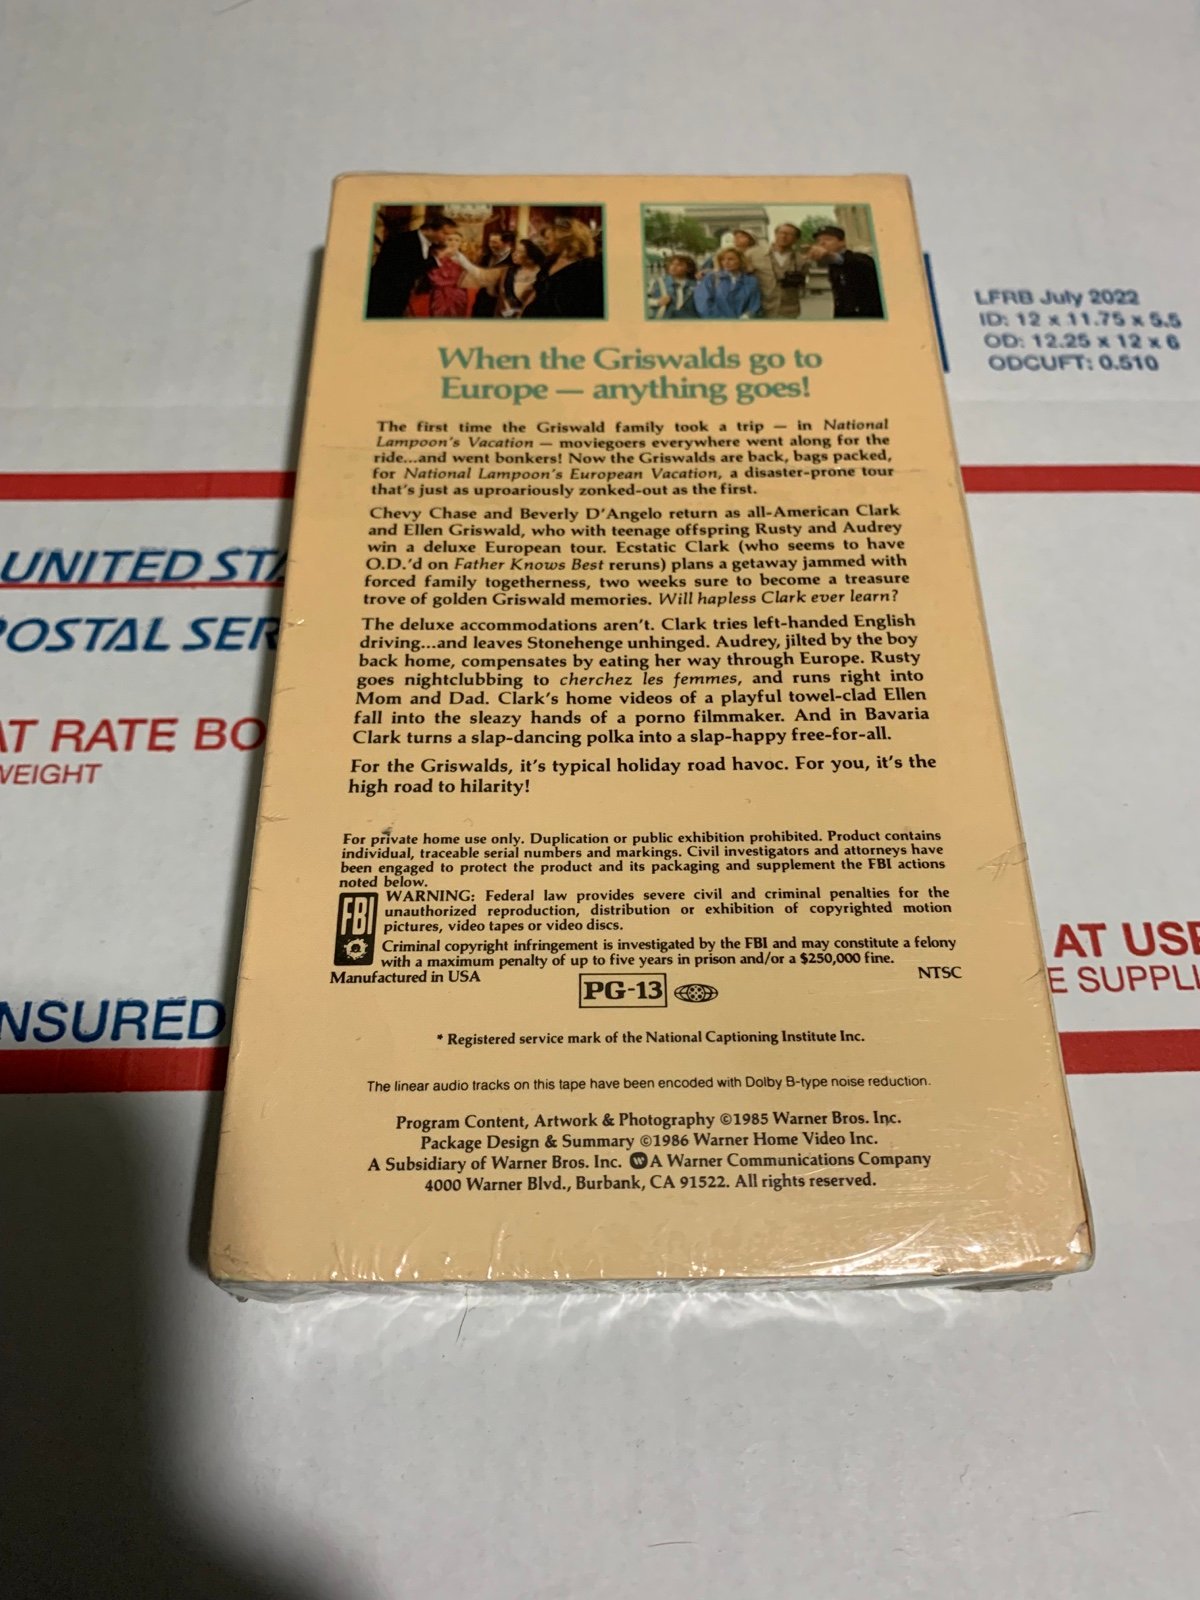 LFRB July 2022
ID: 12 x 11.75 x 5.5
OD: 12.25 x 12 x 6
ODCUFT: 0.510
When the Griswalds go to
Europe — anything goes!
The first time the Griswald family took a trip — in National
Lampoon's Vacation — moviegoers everywhere went along for the
ride...and went bonkers! Now the Griswalds are back, bags packed,
for National Lampoon's European Vacation, a disaster-prone tour
that's just as uproariously zonked-out as the first.
Chevy Chase and Beverly D'Angelo return as all-American Clark
and Ellen Griswald, who with teenage offspring Rusty and Audrey
win a deluxe European tour. Ecstatic Clark (who seems to have
O.D.'d on Father Knows Best reruns) plans a getaway jammed with
forced family togetherness, two weeks sure to become a treasure
trove of golden Griswald memories. Will hapless Clark ever learn?
The deluxe accommodations aren't. Clark tries left-handed English
driving...and leaves Stonehenge unhinged. Audrey, jilted by the boy
back home, compensates by eating her way through Europe. Rusty
goes nightclubbing to cherchez les femmes, and runs right into
Mom and Dad. Clark's home videos of a playful towel-clad Ellen
fall into the sleazy hands of a porno filmmaker. And in Bavaria
Clark turns a slap-dancing polka into a slap-happy free-for-all.
For the Griswalds, it's typical holiday road havoc. For you, it's the
high road to hilarity!
For private home use only. Duplication or public exhibition prohibited. Product contains
individual, traceable serial numbers and markings. Civil investigators and attorneys have
been engaged to protect the product and its packaging and supplement the FBI actions
noted below.
FBI
WARNING: Federal law provides severe civil and criminal penalties for the
unauthorized reproduction, distribution or exhibition of copyrighted motion
pictures, video tapes or video discs.
Criminal copyright infringement is investigated by the FBI and may constitute a felony
with a maximum penalty of up to five years in prison and/or a $250,000 fine.
Manufactured in USA
NTSC
PG-13
* Registered service mark of the National Captioning Institute Inc.
The linear audio tracks on this tape have been encoded with Dolby B-type noise reduction.
Program Content, Artwork & Photography ©1985 Warner Bros. Inc.
Package Design & Summary ©1986 Warner Home Video Inc.
A Subsidiary of Warner Bros. Inc. A Warner Communications Company
4000 Warner Blvd., Burbank, CA 91522. All rights reserved.
UNITED STA
POSTAL SER
AT RATE BO
WEIGHT
NSURED
AT USP
E SUPPLI